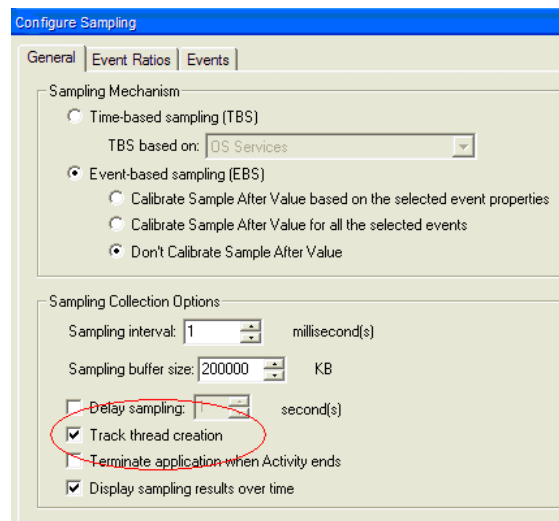 Configure Sampling
General Event Ratios Events
Sampling Mechanism
Time-based sampling (TBS)
TBS based on: OS Services
Event-based sampling (EBS)
Calibrate Sample After Value based on the selected event properties
Calibrate Sample After Value for all the selected events
Don't Calibrate Sample After Value
Sampling Collection Options
Sampling interval: 1 millisecond(s)
Sampling buffer size: 200000 KB
Delay sampling: 1 second(s)
Track thread creation
Terminate application when Activity ends
Display sampling results over time